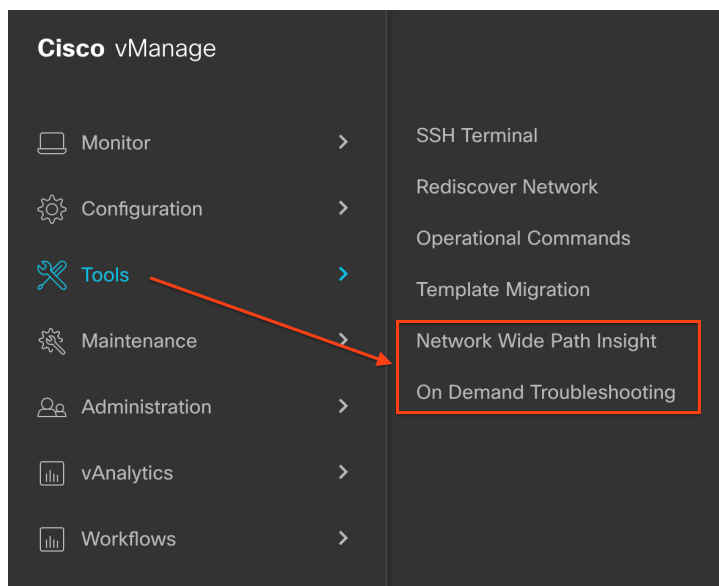 Cisco vManage
Monitor
Configuration
Tools
Maintenance
Administration
vAnalytics
Workflows
SSH Terminal
Rediscover Network
Operational Commands
Template Migration
Network Wide Path Insight
On Demand Troubleshooting